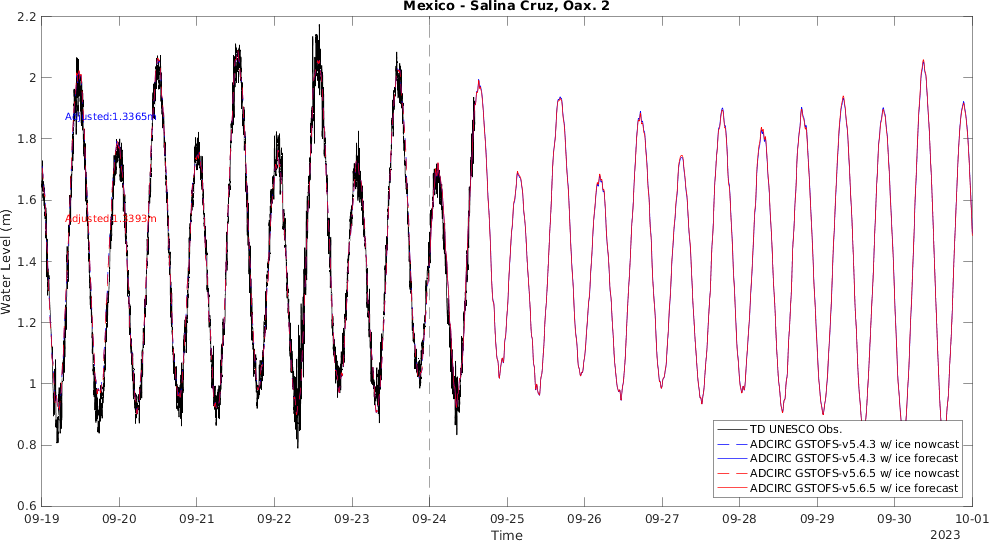 Mexico - Salina Cruz, Oax. 2
2.2
2
1.8
1.6
1.4
1.2
1
0.8
0.6
Water Level (m)
Adjusted:1.3365m
Adjusted:1.3393m
TD UNESCO Obs.
ADCIRC GSTOFS-v5.4.3 w/ ice nowcast
ADCIRC GSTOFS-v5.4.3 w/ ice forecast
ADCIRC GSTOFS-v5.6.5 w/ ice nowcast
ADCIRC GSTOFS-v5.6.5 w/ ice forecast
09-19 09-20 09-21 09-22 09-23 09-24 09-25 09-26 09-27 09-28 09-29 09-30 10-01
Time
2023